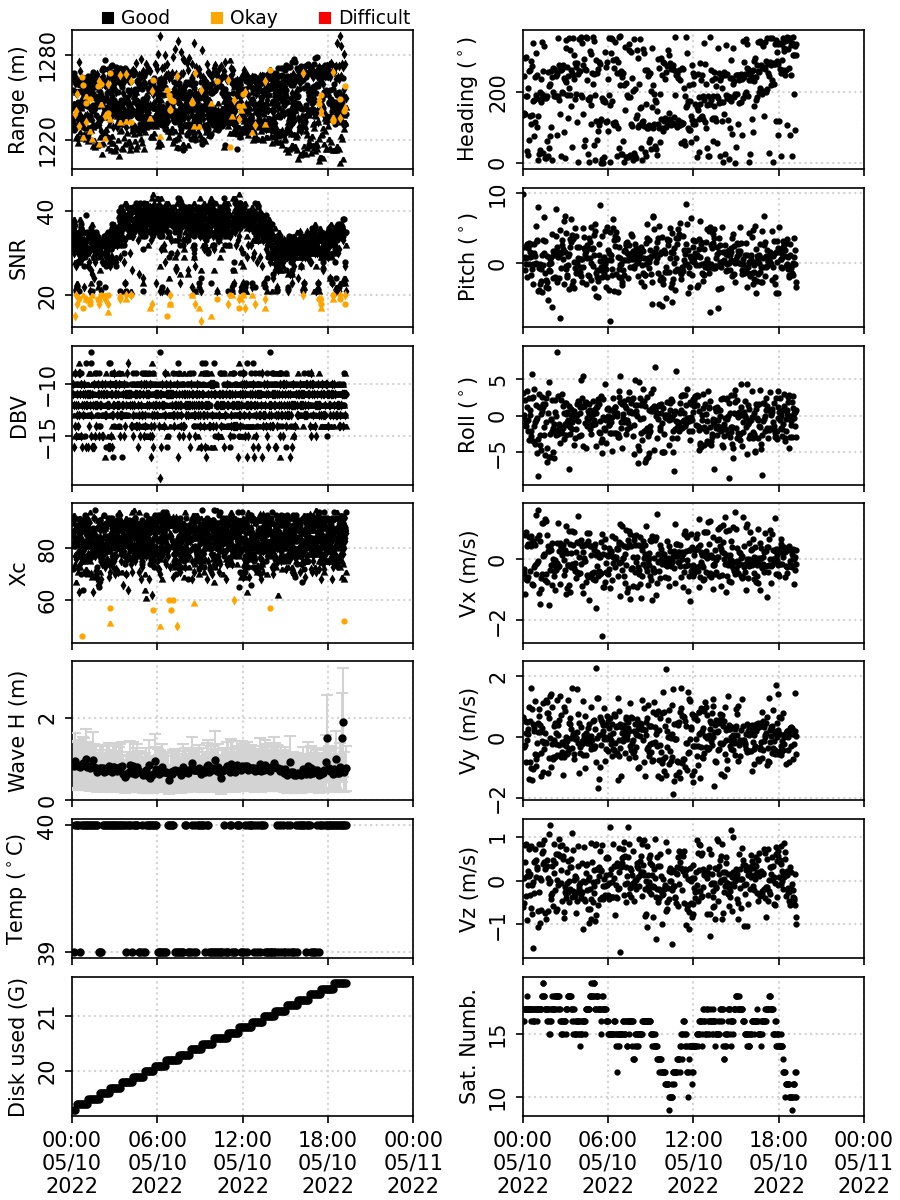 Good Okay Difficult
Range (m)
1280
1220
Heading (°)
200
0
SNR
40
20
Pitch (°)
10
0
DBV
−10
−15
Roll (°)
5
0
−5
Xc
80
60
Vx (m/s)
0
−2
Wave H (m)
2
0
Vy (m/s)
2
0
−2
Temp (°C)
40
39
Vz (m/s)
1
0
−1
Disk used (G)
21
20
Sat. Numb.
15
10
00:00 06:00 12:00 18:00 00:00
05/10 05/10 05/10 05/10 05/11
2022 2022 2022 2022 2022
00:00 06:00 12:00 18:00 00:00
05/10 05/10 05/10 05/10 05/11
2022 2022 2022 2022 2022